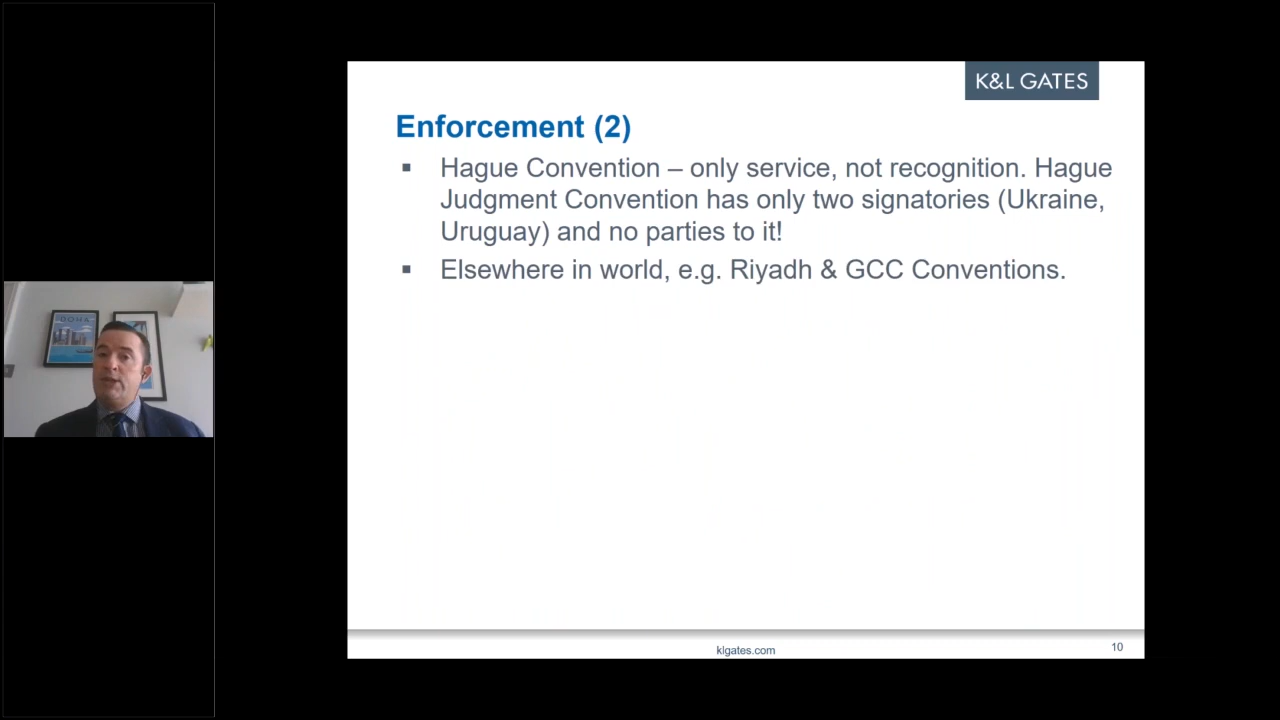 K&L GATES
Enforcement (2)
▪ Hague Convention – only service, not recognition. Hague
Judgment Convention has only two signatories (Ukraine,
Uruguay) and no parties to it!
▪ Elsewhere in world, e.g. Riyadh & GCC Conventions.
DOHA
klgates.com
10